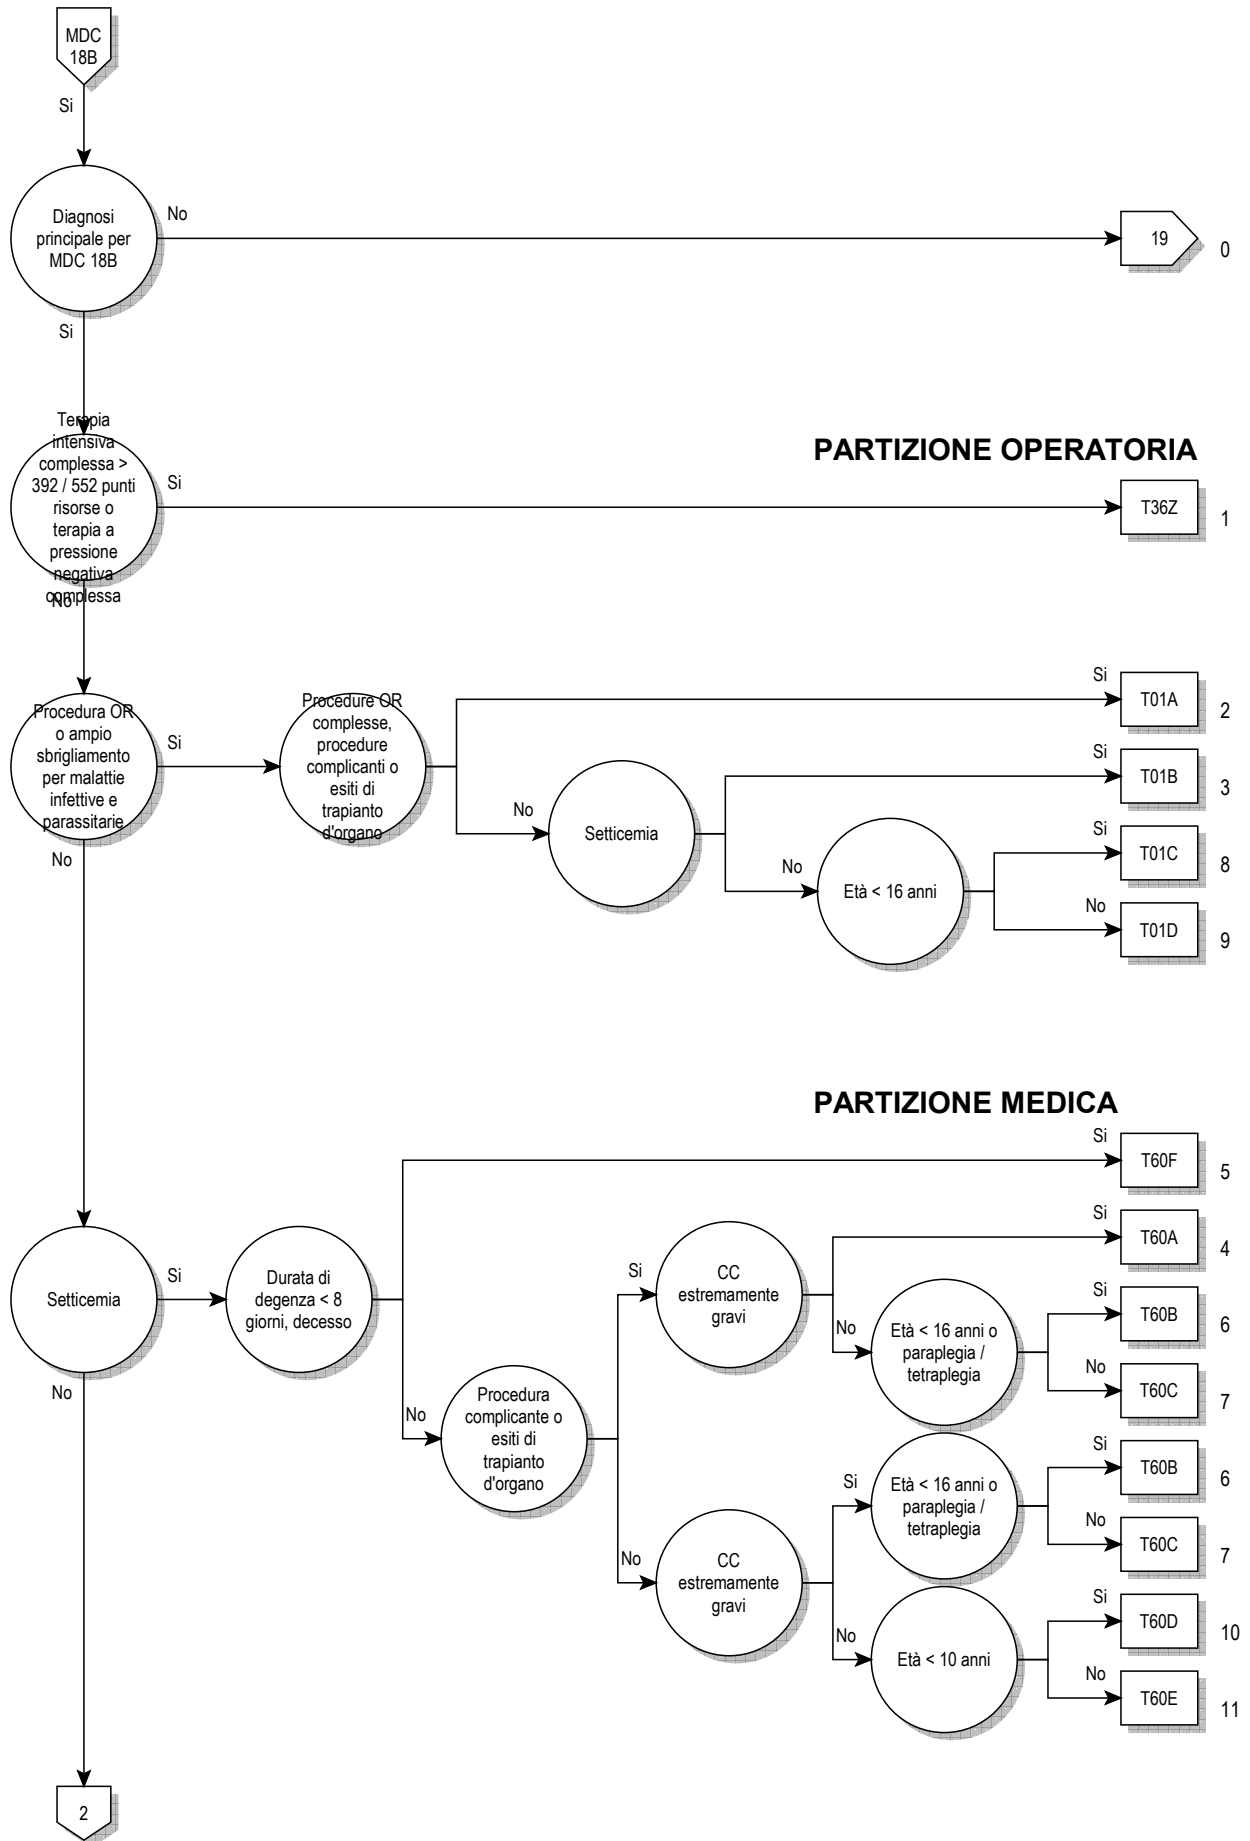 MDC
18B
Si
Diagnosi
principale per
MDC 18B
No
19
0
Si
Terapia
intensiva
complessa >
392 / 552 punti
risorse o
terapia a
pressione
negativa
complessa
Si
PARTIZIONE OPERATORIA
T36Z
1
No
Procedura OR
o ampio
sbrigliamento
per malattie
infettive e
parassitarie
Si
Procedure OR
complesse,
procedure
complicanti o
esiti di
trapianto
d'organo
Si
T01A
2
No
Setticemia
Si
T01B
3
No
Età < 16 anni
Si
T01C
8
No
T01D
9
No
PARTIZIONE MEDICA
Setticemia
Si
Durata di
degenza < 8
giorni, decesso
Si
T60F
5
No
Procedura
complicante o
esiti di
trapianto
d'organo
Si
CC
estremamente
gravi
Si
T60A
4
No
Età < 16 anni o
paraplegia /
tetraplegia
Si
T60B
6
No
T60C
7
No
CC
estremamente
gravi
Si
Età < 16 anni o
paraplegia /
tetraplegia
Si
T60B
6
No
T60C
7
No
Età < 10 anni
Si
T60D
10
No
T60E
11
No
2